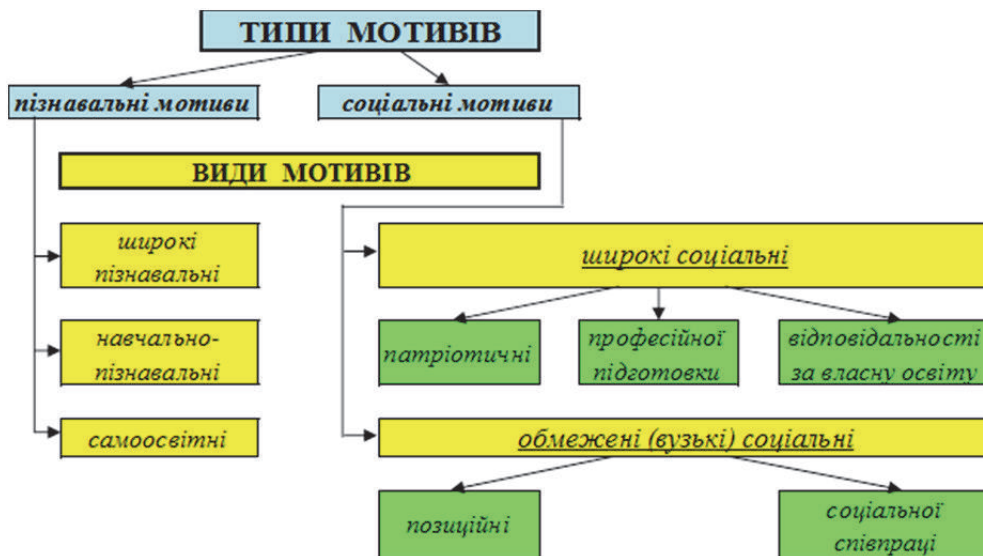 ТИПИ МОТИВІВ
пізнавальні мотиви
соціальні мотиви
ВИДИ МОТИВІВ
широкі
пізнавальні
навчально-
пізнавальні
самоосвітні
широкі соціальні
патріотичні
професійної
підготовки
відповідальності
за власну освіту
обмежені (вузькі) соціальні
позиційні
соціальної
співпраці